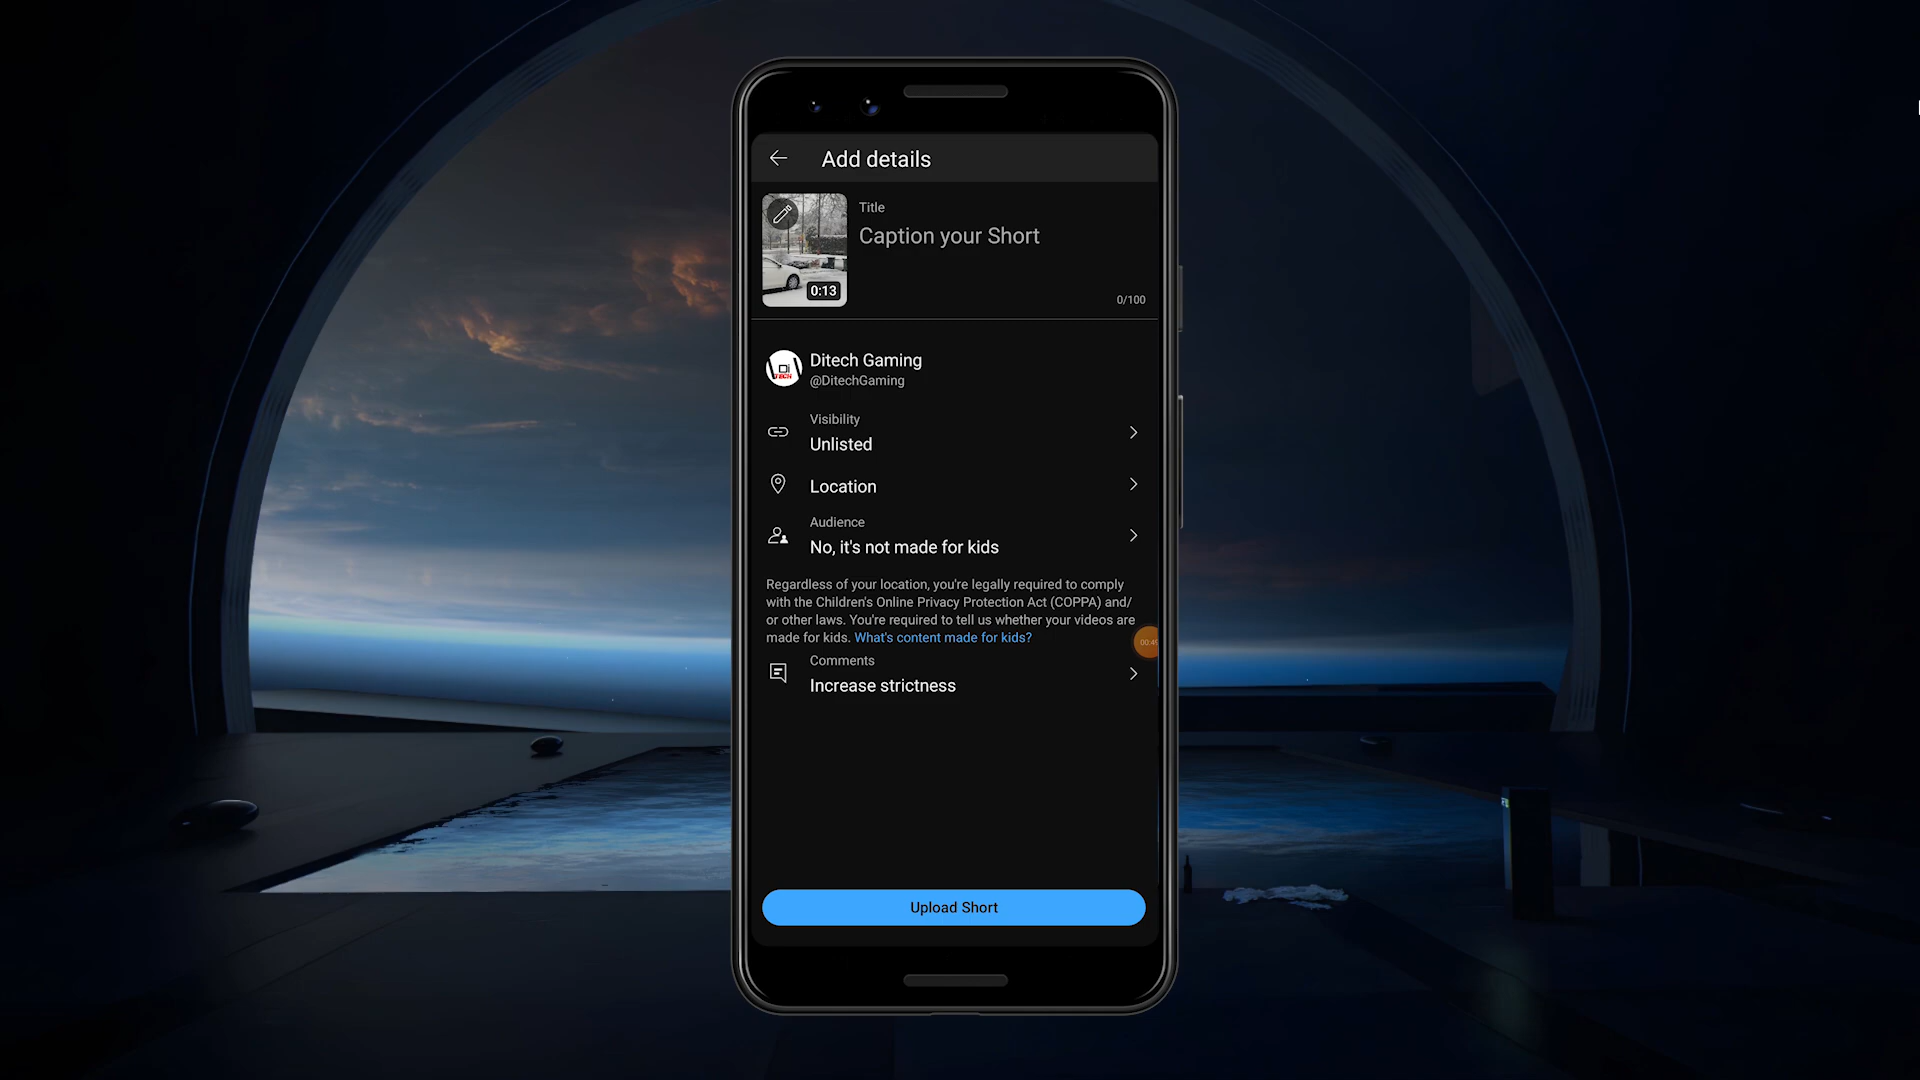 Add details
Title
Caption your Short
0:13
0/100
Ditech Gaming
@DitechGaming
Visibility
Unlisted
Location
Audience
No, it's not made for kids
Regardless of your location, you're legally required to comply
with the Children's Online Privacy Protection Act (COPPA) and/
or other laws. You're required to tell us whether your videos are
made for kids. What's content made for kids?
Comments
Increase strictness
Upload Short